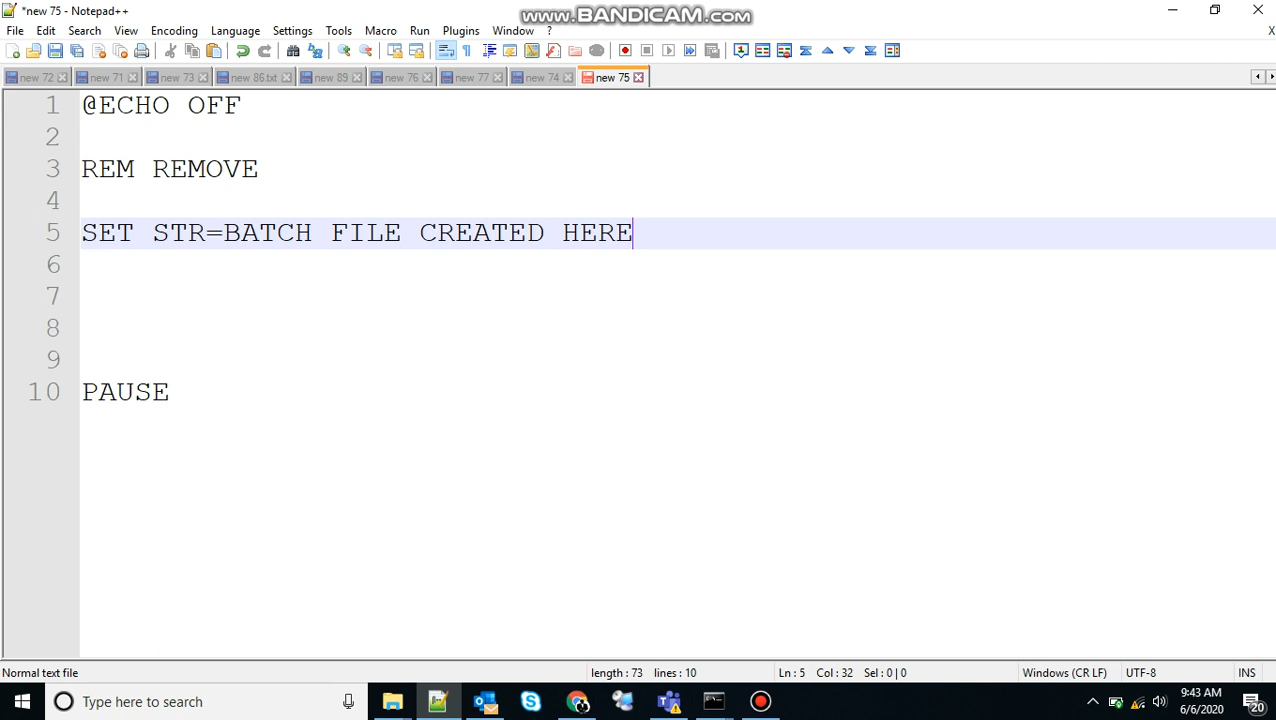 *new 75 - Notepad++
www.BANDICAM.com
File Edit Search View Encoding Language Settings Tools Macro Run Plugins Window ?
X
new 72 new 71 new 73 new 86.txt new 89 new 76 new 77 new 74 new 75
1 @ECHO OFF
2
3 REM REMOVE
4
5 SET STR=BATCH FILE CREATED HERE
6
7
8
9
10 PAUSE
Normal text file length : 73 lines : 10 Ln : 5 Col : 32 Sel : 0 | 0 Windows (CR LF) UTF-8 INS
Type here to search
9:43 AM
6/6/2020
20